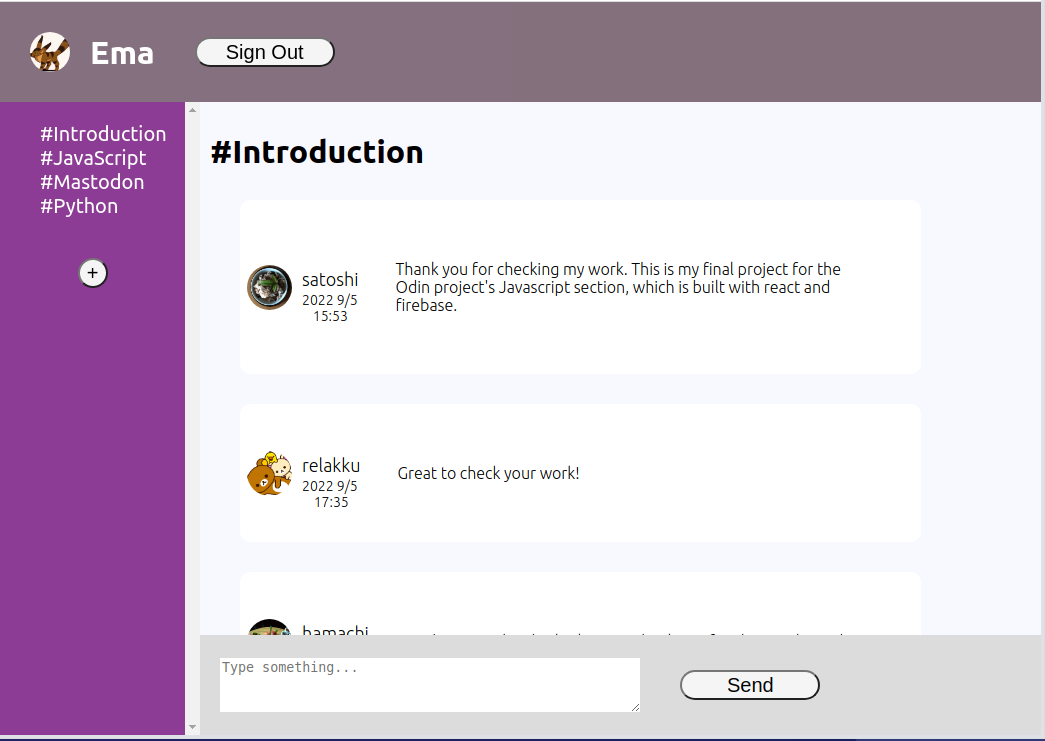 Ema
Sign Out
#Introduction
#JavaScript
#Mastodon
#Python
+
#Introduction
satoshi
2022 9/5
15:53
Thank you for checking my work. This is my final project for the
Odin project's Javascript section, which is built with react and
firebase.
relakku
2022 9/5
17:35
Great to check your work!
hamachi
Type something...
Send